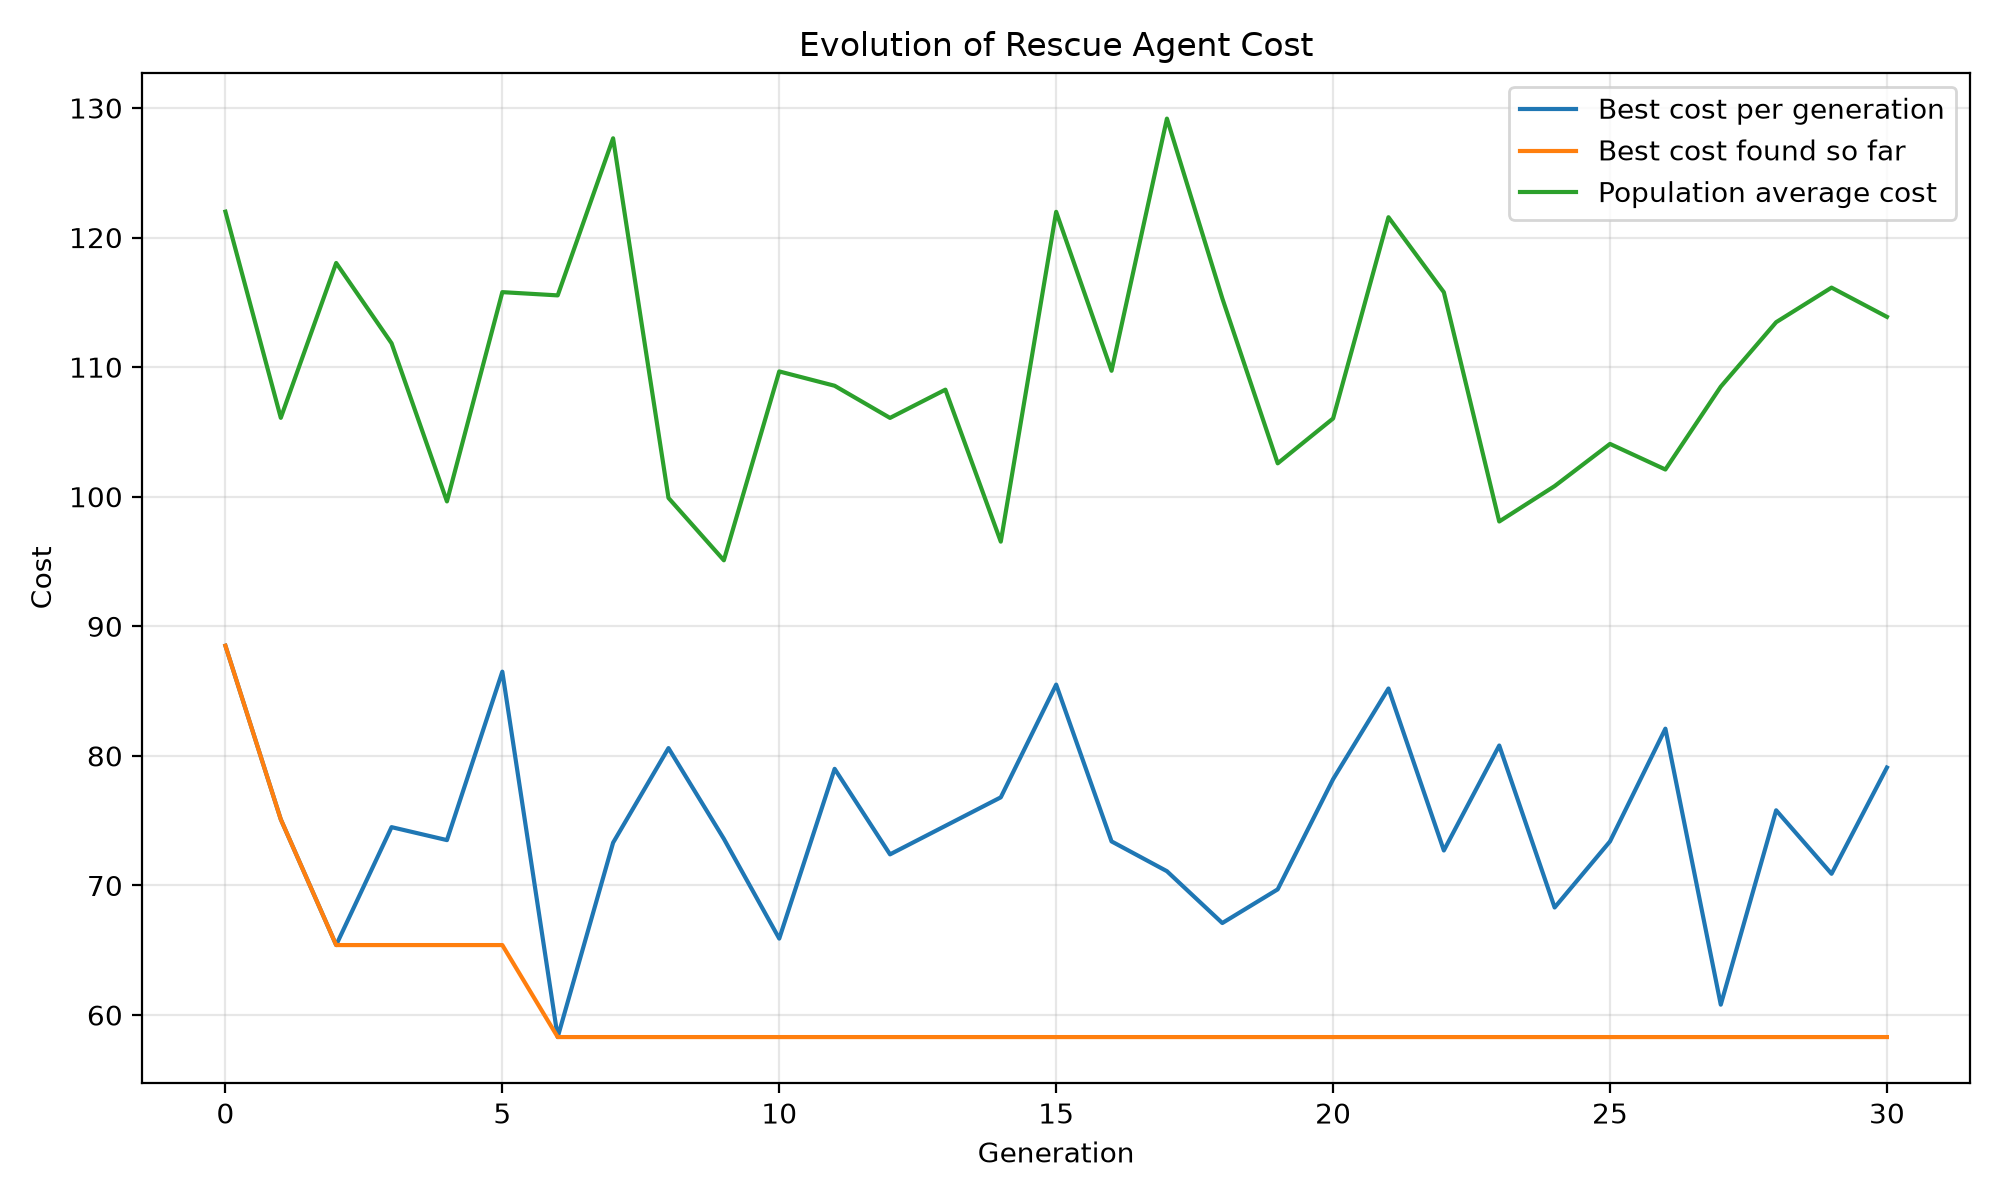 Evolution of Rescue Agent Cost
130
120
110
100
90
80
70
60
Cost
Best cost per generation
Best cost found so far
Population average cost
0 5 10 15 20 25 30
Generation